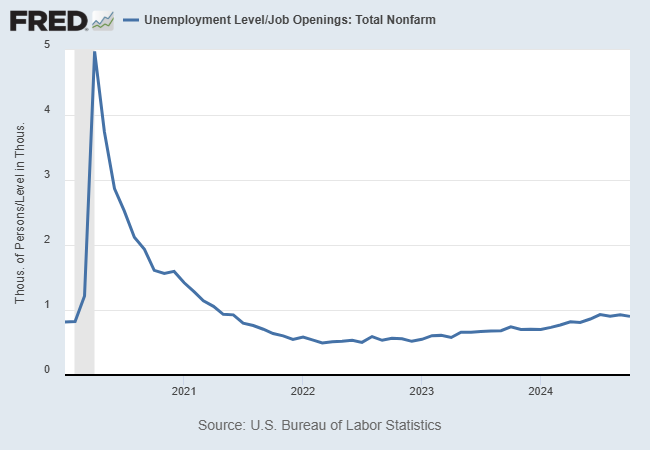 FRED
Unemployment Level/Job Openings: Total Nonfarm
Thous. of Persons/Level in Thous.
5
4
3
2
1
0
2021 2022 2023 2024
Source: U.S. Bureau of Labor Statistics